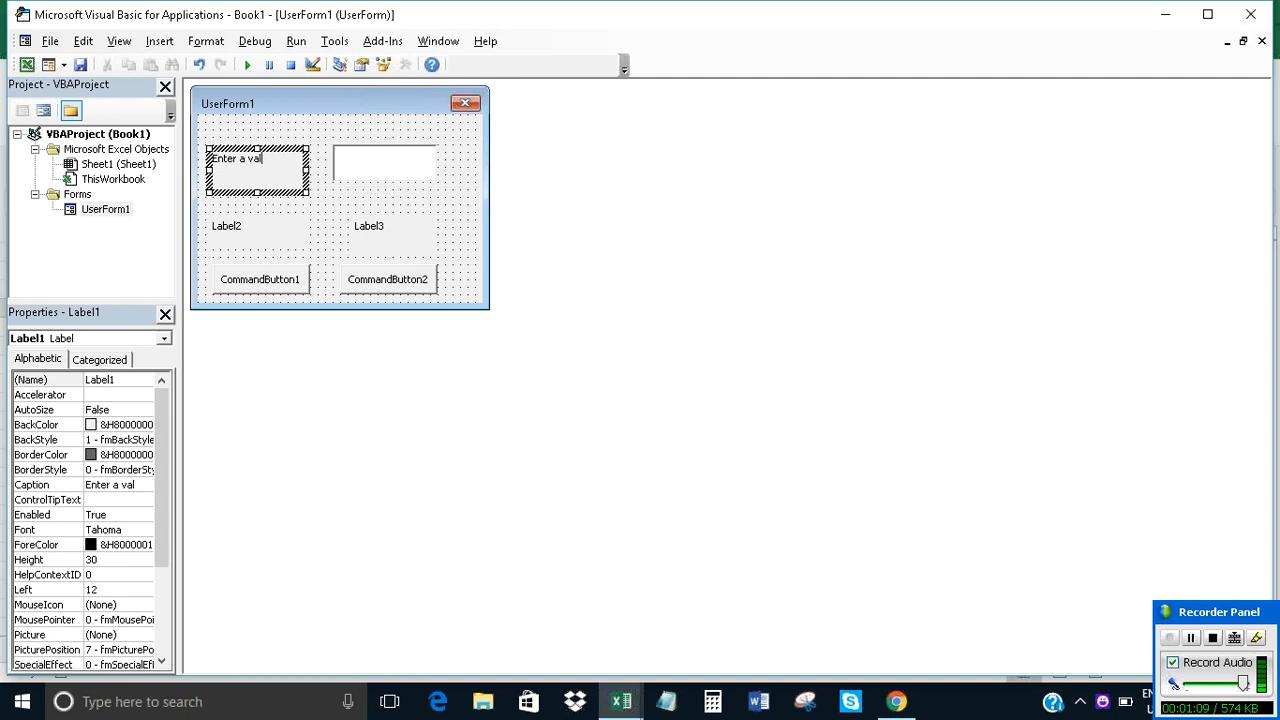 Microsoft Visual Basic for Applications - Book1 - [UserForm1 (UserForm)]
File Edit View Insert Format Debug Run Tools Add-Ins Window Help
Project - VBAProject
VBAProject (Book1)
Microsoft Excel Objects
Sheet1 (Sheet1)
ThisWorkbook
Forms
UserForm1
UserForm1
Enter a val
Label2 Label3
CommandButton1 CommandButton2
Properties - Label1
Label1 Label
Alphabetic Categorized
(Name) Label1
Accelerator
AutoSize False
BackColor &H8000000
BackStyle 1 - fmBackStyle
BorderColor &H8000000
BorderStyle 0 - fmBorderSty
Caption Enter a val
ControlTipText
Enabled True
Font Tahoma
ForeColor &H8000001
Height 30
HelpContextID 0
Left 12
MouseIcon (None)
MousePointer 0 - fmMousePoi
Picture (None)
PicturePosition 7 - fmPicturePo
SpecialEffect 0 - fmSpecialEff
Recorder Panel
Record Audio
00:01:09 / 574 KB
Type here to search